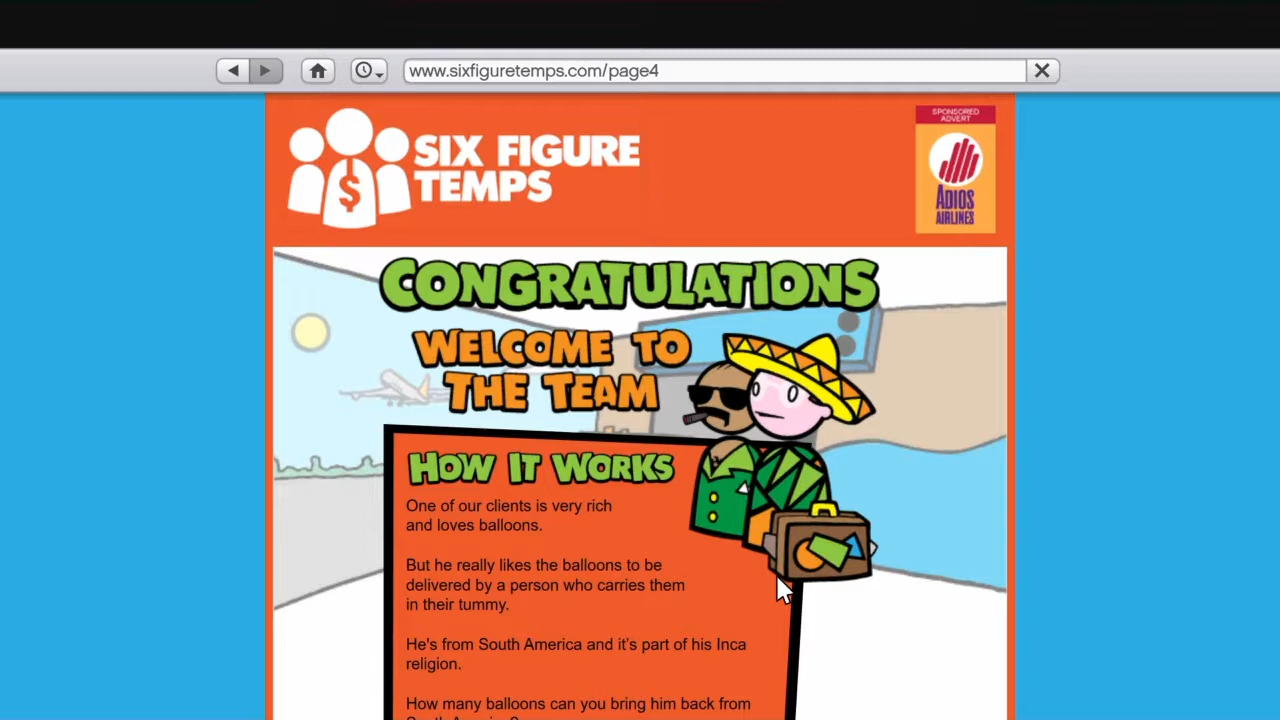 www.sixfiguretemps.com/page4
SPONSORED
ADVERT
SIX FIGURE
TEMPS
$
ADIOS
AIRLINES
CONGRATULATIONS
WELCOME TO
THE TEAM
HOW IT WORKS
One of our clients is very rich
and loves balloons.
But he really likes the balloons to be
delivered by a person who carries them
in their tummy.
He's from South America and it's part of his Inca
religion.
How many balloons can you bring him back from